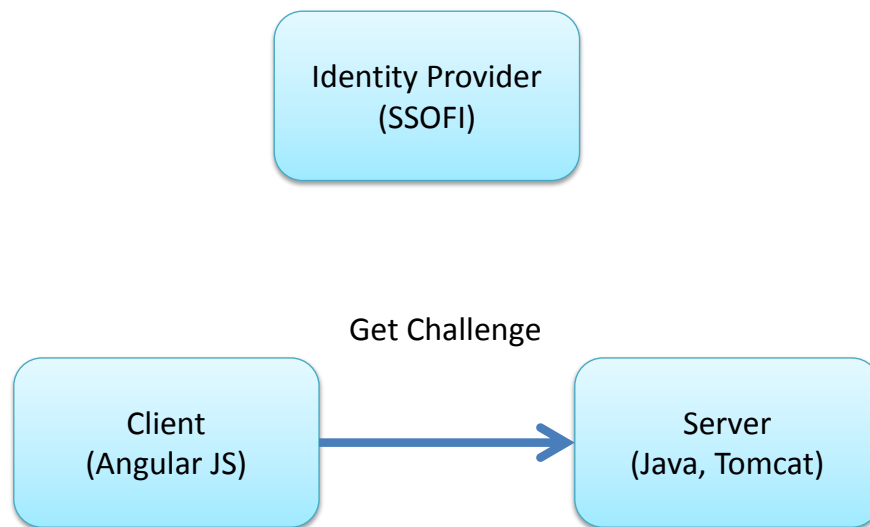 Identity Provider
(SSOFI)
Get Challenge
Client
(Angular JS)
Server
(Java, Tomcat)